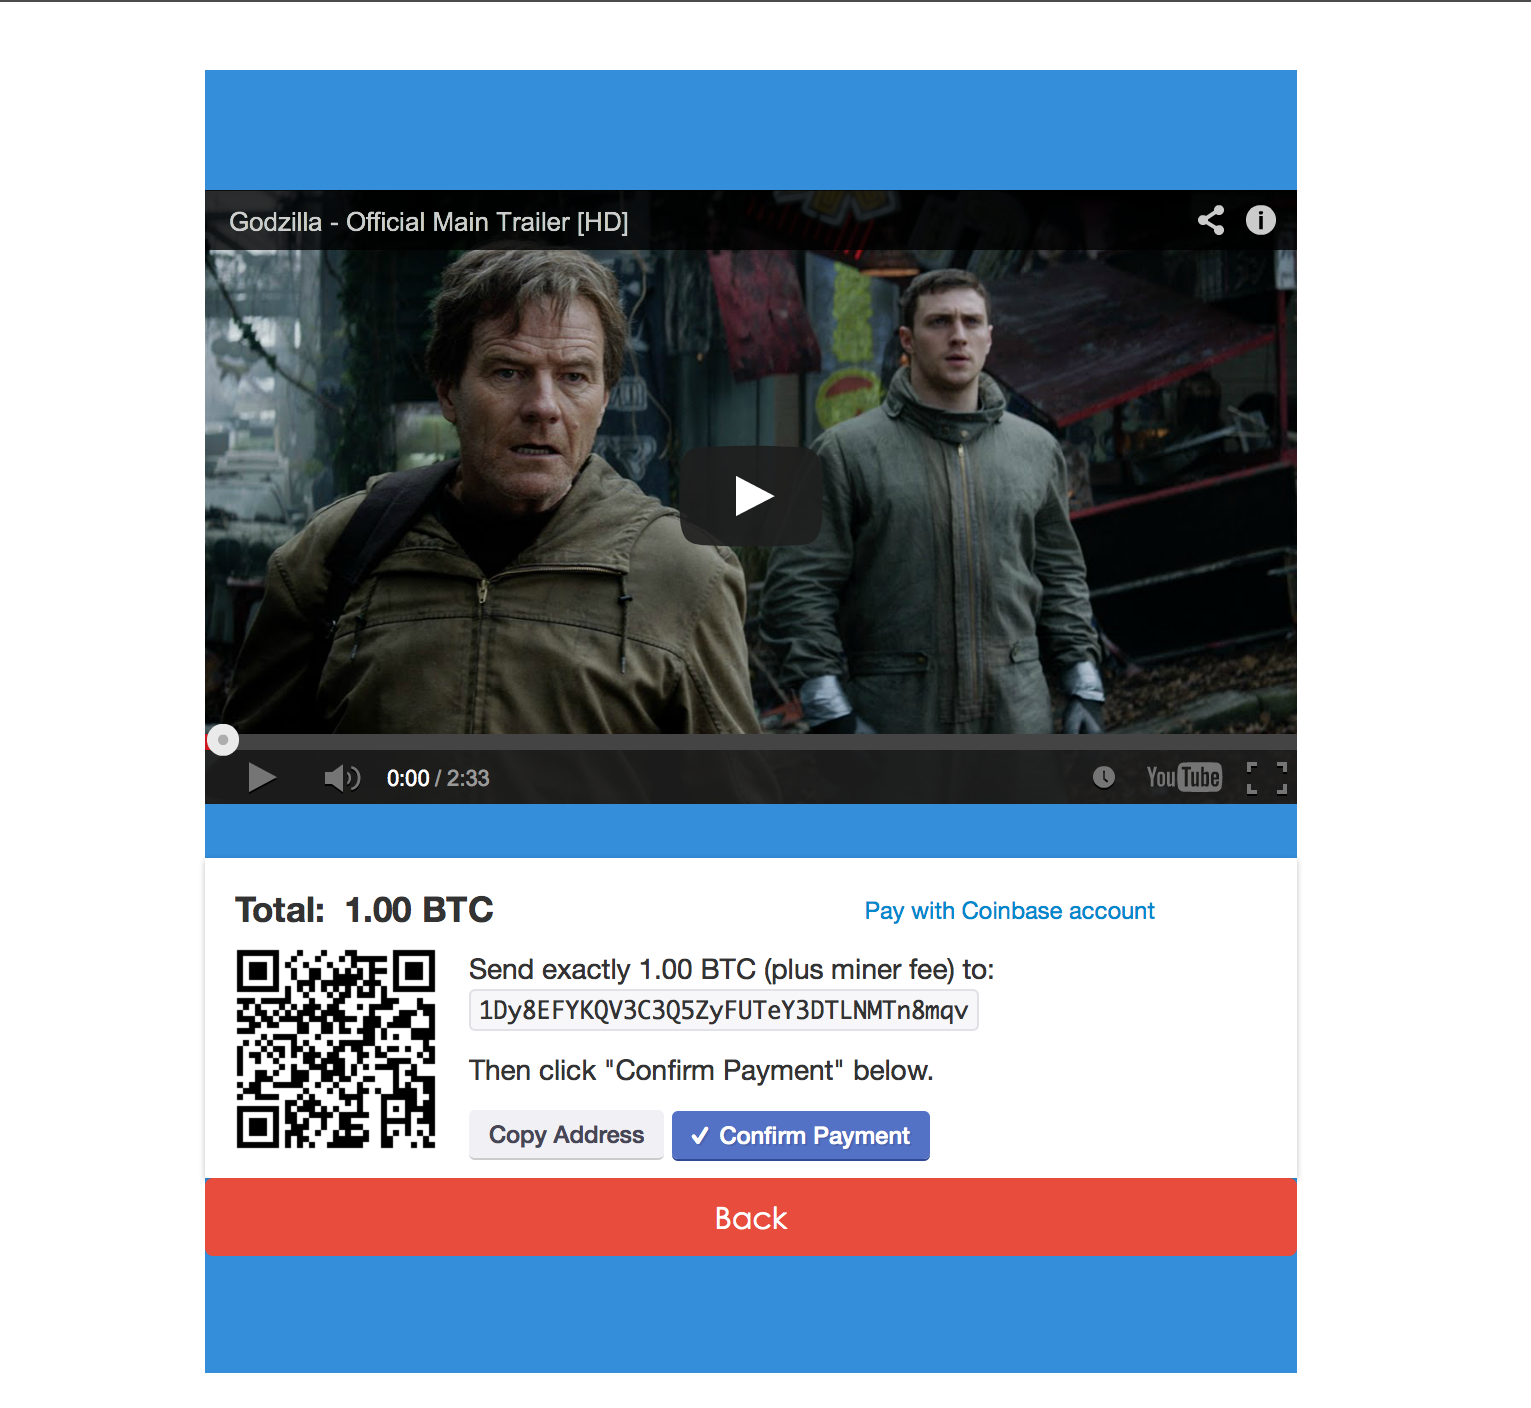 Godzilla - Official Main Trailer [HD]
0:00 / 2:33
YouTube
Total: 1.00 BTC
Pay with Coinbase account
Send exactly 1.00 BTC (plus miner fee) to:
1Dy8EFYKQV3C3Q5ZyFUTeY3DTLNMTn8mqv
Then click "Confirm Payment" below.
Copy Address
✓ Confirm Payment
Back